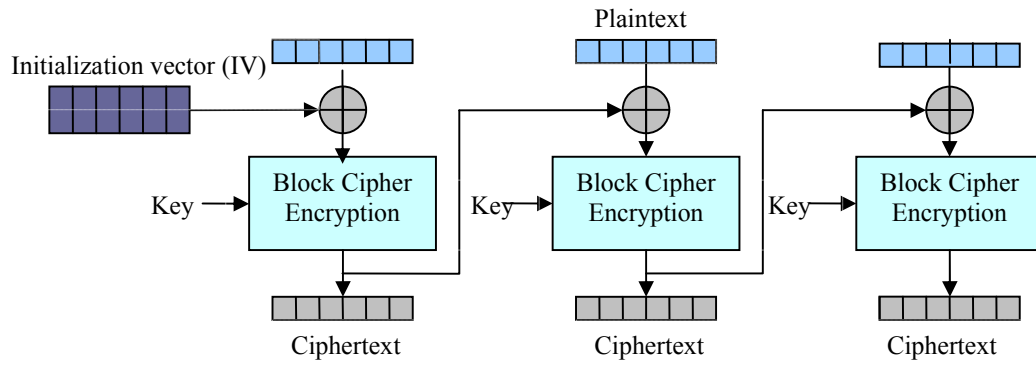 Plaintext
Initialization vector (IV)
Block Cipher
Encryption
Block Cipher
Encryption
Block Cipher
Encryption
Key
Key
Key
Ciphertext
Ciphertext
Ciphertext